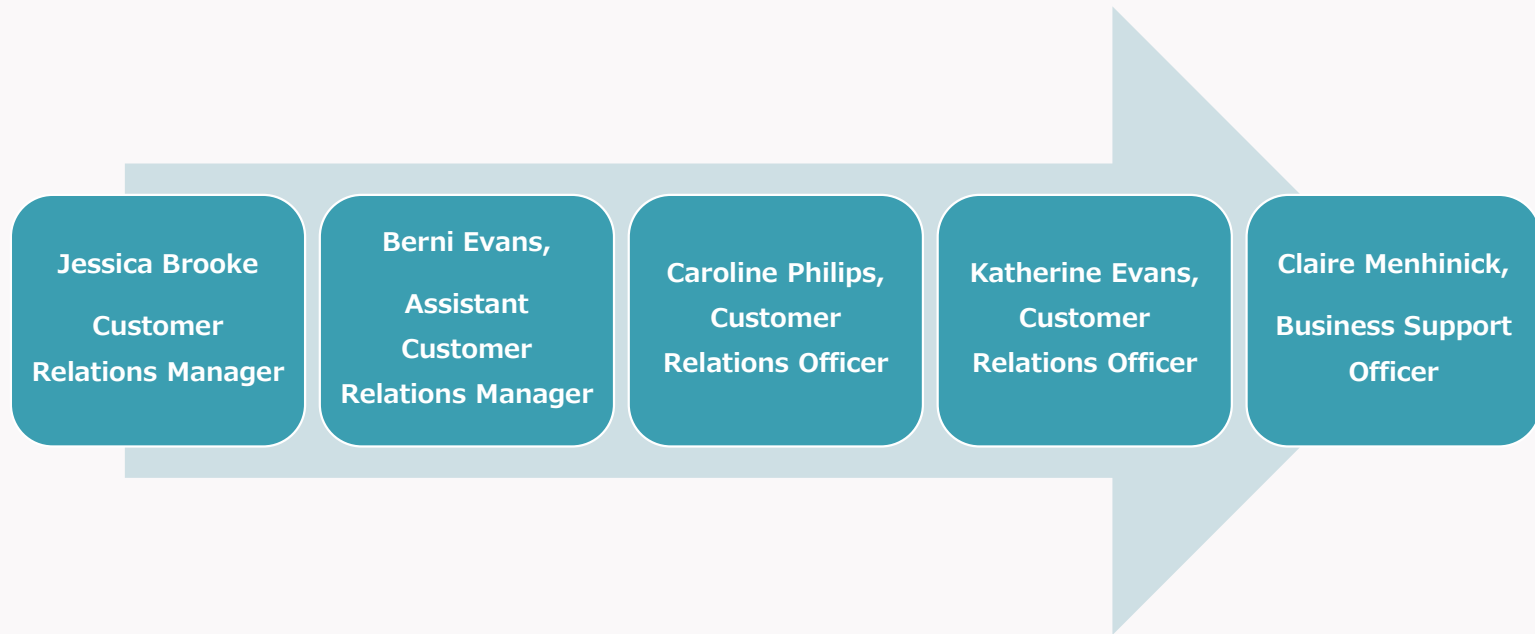 Jessica Brooke
Customer
Relations Manager
Berni Evans,
Assistant
Customer
Relations Manager
Caroline Philips,
Customer
Relations Officer
Katherine Evans,
Customer
Relations Officer
Claire Menhinick,
Business Support
Officer